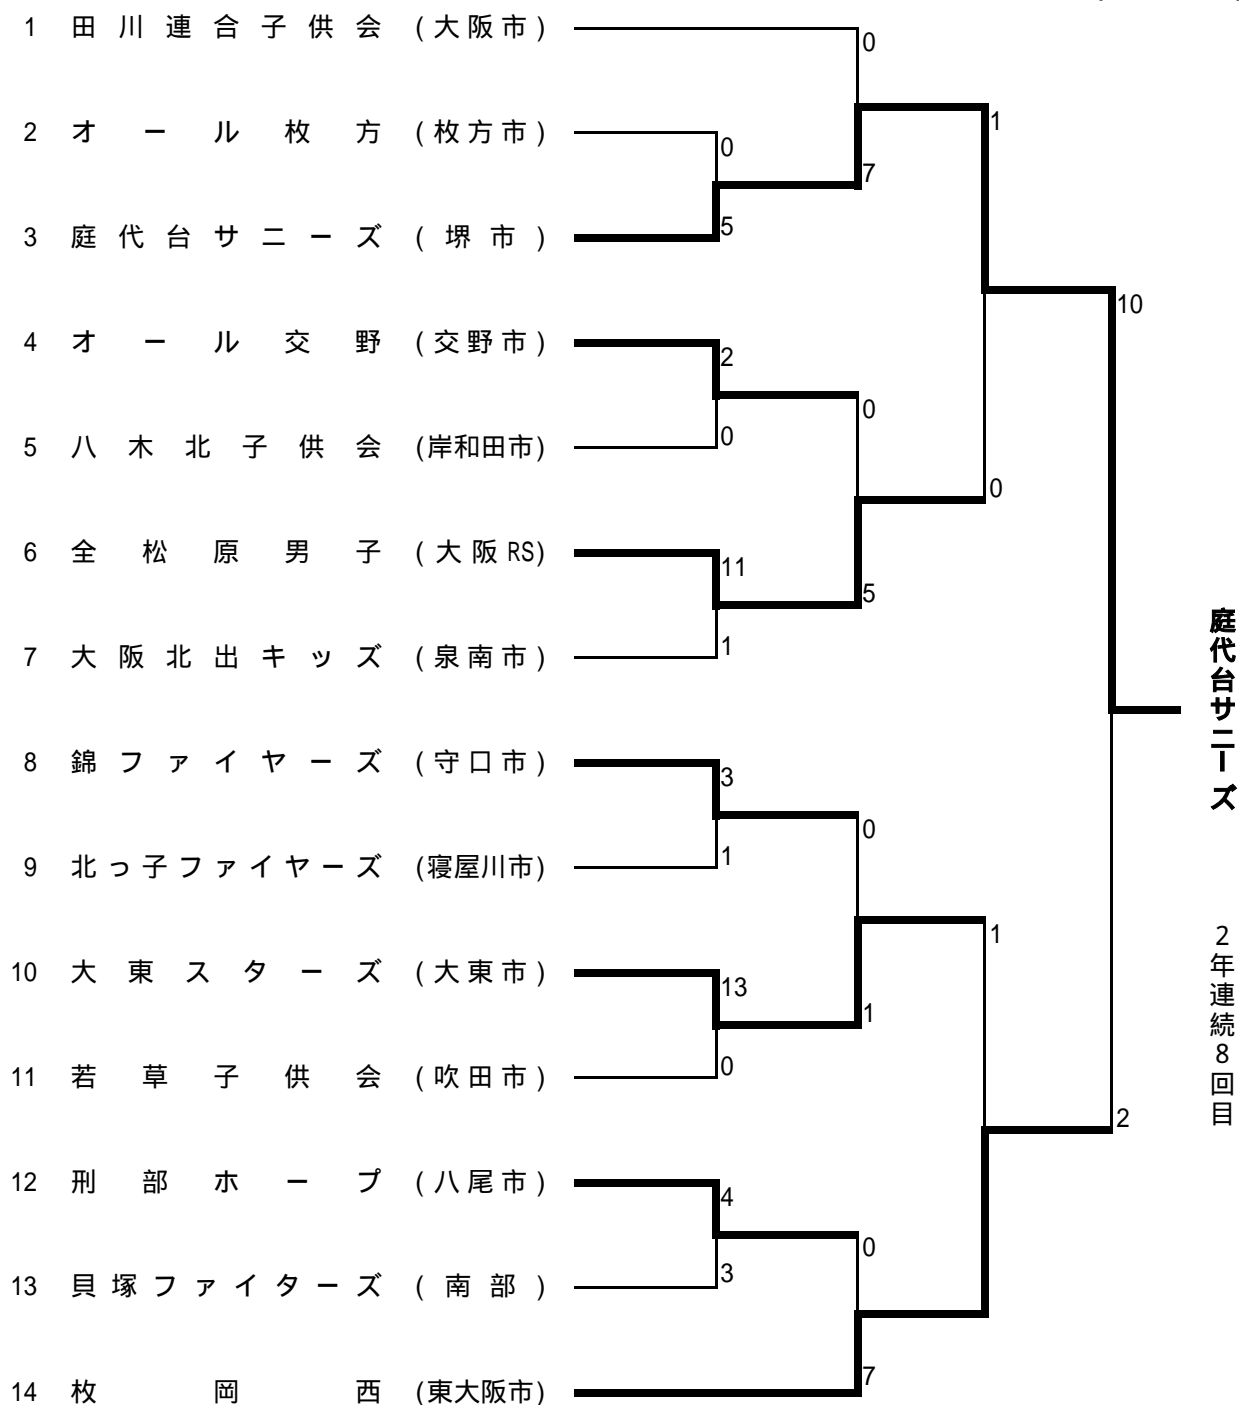 1 田川連合子供会 (大阪市)
0
1
2 オール枚方 (枚方市)
0
7
3 庭代台サニーズ (堺市)
5
10
4 オール交野 (交野市)
2
0
5 八木北子供会 (岸和田市)
0
0
6 全松原男子 (大阪RS)
11
5
7 大阪北出キッズ (泉南市)
1
庭代台サニーズ
2年連続8回目
8 錦ファイヤーズ (守口市)
3
0
9 北っ子ファイヤーズ (寝屋川市)
1
1
10 大東スターズ (大東市)
13
1
11 若草子供会 (吹田市)
0
2
12 刑部ホープ (八尾市)
4
0
13 貝塚ファイターズ (南部)
3
14 枚岡西 (東大阪市)
7